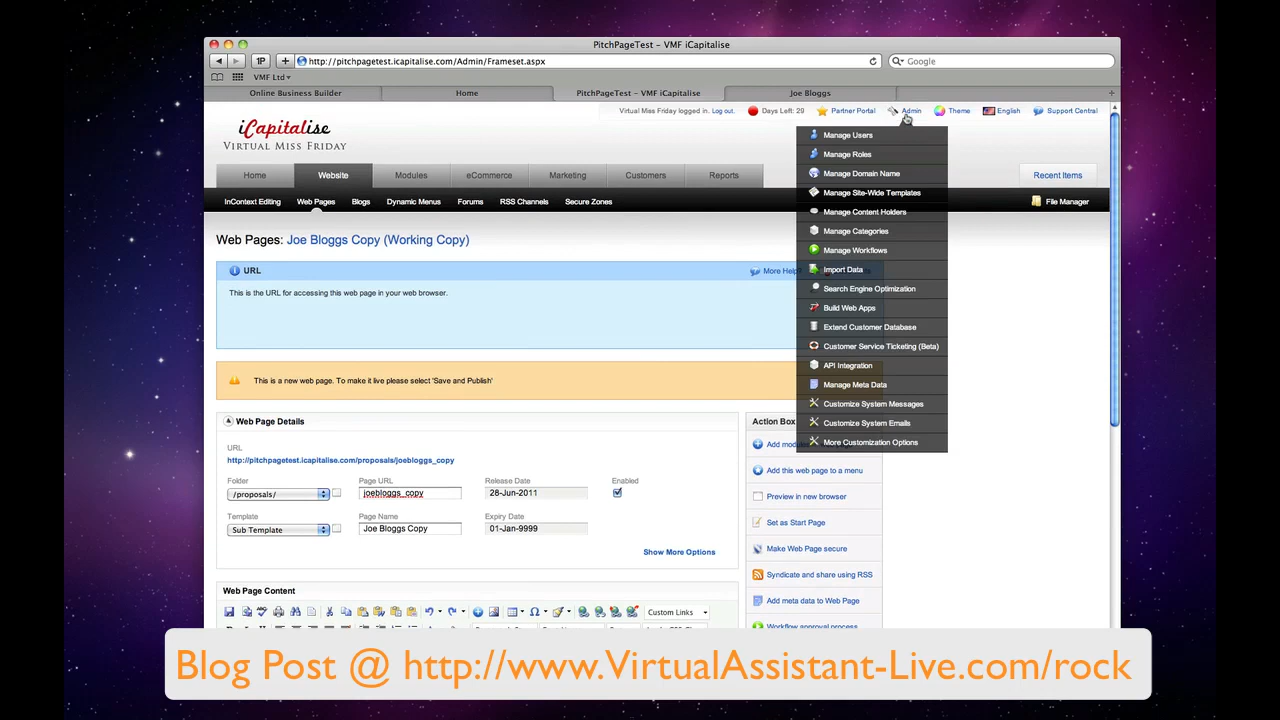 PitchPageTest – VMF iCapitalise
1P
http://pitchpagetest.icapitalise.com/Admin/Frameset.aspx
Google
VMF Ltd
Online Business Builder
Home
PitchPageTest – VMF iCapitalise
Joe Bloggs
Virtual Miss Friday logged in. Log out.
Days Left: 29
Partner Portal
Admin
Theme
English
Support Central
iCapitalise
VIRTUAL MISS FRIDAY
Home
Website
Modules
eCommerce
Marketing
Customers
Reports
Recent Items
InContext Editing
Web Pages
Blogs
Dynamic Menus
Forums
RSS Channels
Secure Zones
File Manager
Manage Users
Manage Roles
Manage Domain Name
Manage Site-Wide Templates
Manage Content Holders
Manage Categories
Manage Workflows
Import Data
Search Engine Optimization
Build Web Apps
Extend Customer Database
Customer Service Ticketing (Beta)
API Integration
Manage Meta Data
Customize System Messages
Customize System Emails
More Customization Options
Web Pages: Joe Bloggs Copy (Working Copy)
URL
More Help?
This is the URL for accessing this web page in your web browser.
This is a new web page. To make it live please select 'Save and Publish'
Web Page Details
URL
http://pitchpagetest.icapitalise.com/proposals/joebloggs_copy
Folder
Page URL
Release Date
Enabled
/proposals/
joebloggs_copy
28-Jun-2011
Template
Page Name
Expiry Date
Sub Template
Joe Bloggs Copy
01-Jan-9999
Show More Options
Action Box
Add modu
Add this web page to a menu
Preview in new browser
Set as Start Page
Make Web Page secure
Syndicate and share using RSS
Add meta data to Web Page
Workflow approval process
Web Page Content
Custom Links
Blog Post @ http://www.VirtualAssistant-Live.com/rock